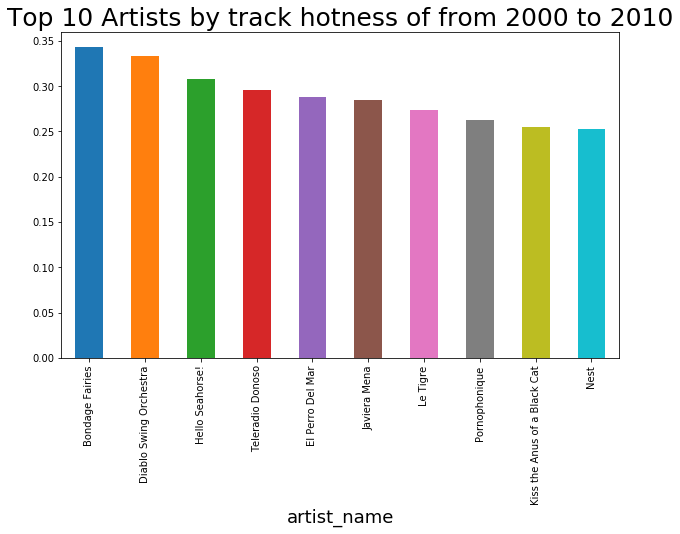 Top 10 Artists by track hotness of from 2000 to 2010
0.35
0.30
0.25
0.20
0.15
0.10
0.05
0.00
Bondage Fairies
Diablo Swing Orchestra
Hello Seahorse!
Teleradio Donoso
El Perro Del Mar
Javiera Mena
Le Tigre
Pornophonique
Kiss the Anus of a Black Cat
Nest
artist_name